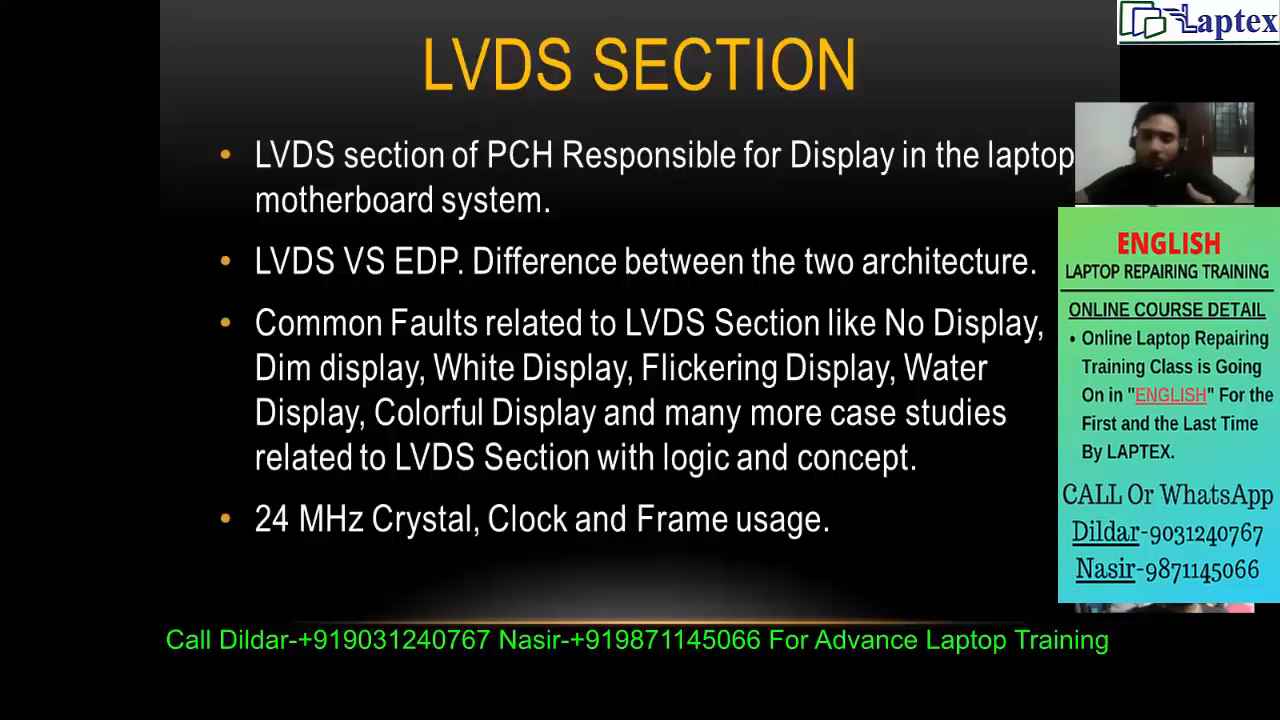 LVDS SECTION
Laptex
• LVDS section of PCH Responsible for Display in the laptop
motherboard system.
• LVDS VS EDP. Difference between the two architecture.
• Common Faults related to LVDS Section like No Display,
Dim display, White Display, Flickering Display, Water
Display, Colorful Display and many more case studies
related to LVDS Section with logic and concept.
• 24 MHz Crystal, Clock and Frame usage.
ENGLISH
LAPTOP REPAIRING TRAINING
ONLINE COURSE DETAIL
• Online Laptop Repairing
Training Class is Going
On in "ENGLISH" For the
First and the Last Time
By LAPTEX.
CALL Or WhatsApp
Dildar-9031240767
Nasir-9871145066
Call Dildar-+919031240767 Nasir-+919871145066 For Advance Laptop Training